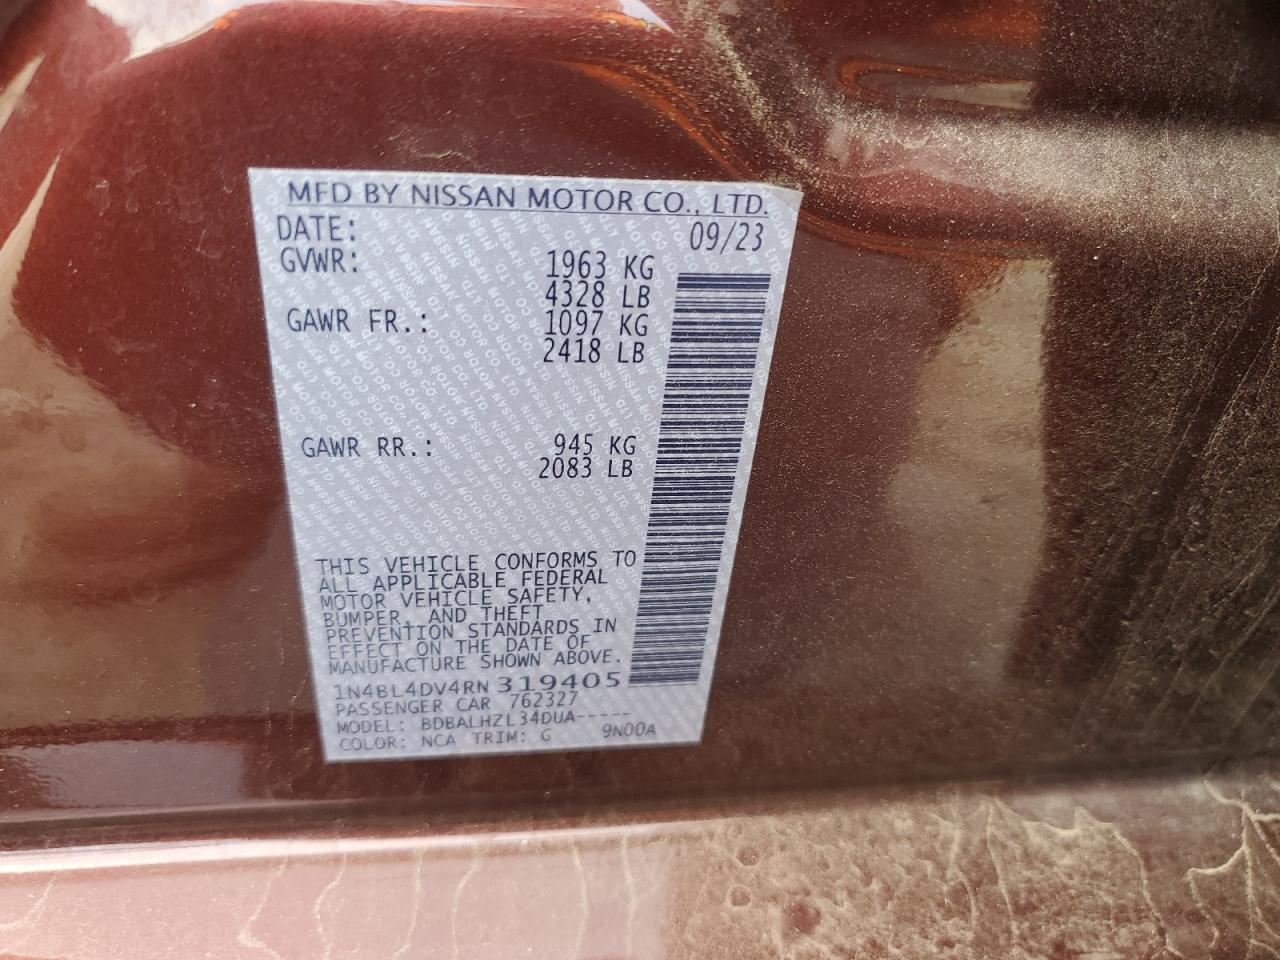 MFD BY NISSAN MOTOR CO., LTD.
DATE: 09/23
GVWR: 1963 KG
4328 LB
GAWR FR.: 1097 KG
2418 LB
GAWR RR.: 945 KG
2083 LB
THIS VEHICLE CONFORMS TO
ALL APPLICABLE FEDERAL
MOTOR VEHICLE SAFETY,
BUMPER, AND THEFT
PREVENTION STANDARDS IN
EFFECT ON THE DATE OF
MANUFACTURE SHOWN ABOVE.
1N4BL4DV4RN 319405
PASSENGER CAR 762327
MODEL: BDBALHZL34DUA-----
COLOR: NCA TRIM: G 9N00A